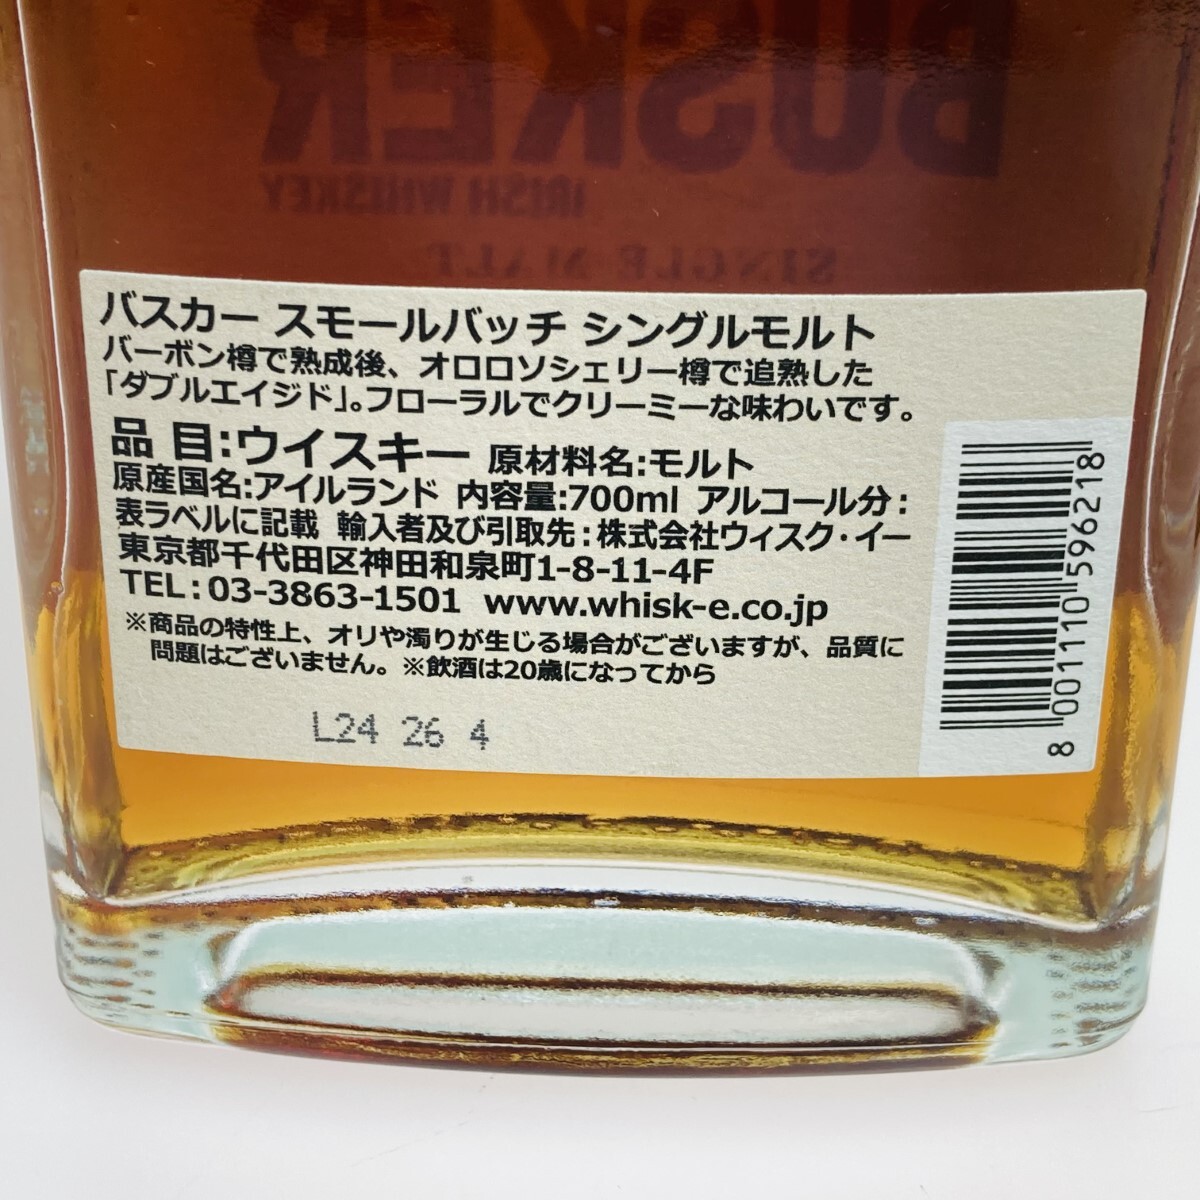 BUSKER
IRISH WHISKEY
SINGLE MALT
バスカー スモールバッチ シングルモルト
バーボン樽で熟成後、オロロソシェリー樽で追熟した
「ダブルエイジド」。フローラルでクリーミーな味わいです。
品 目:ウイスキー 原材料名:モルト
原産国名:アイルランド 内容量:700ml アルコール分:
表ラベルに記載 輸入者及び引取先:株式会社ウィスク・イー
東京都千代田区神田和泉町1-8-11-4F
TEL:03-3863-1501 www.whisk-e.co.jp
※商品の特性上、オリや濁りが生じる場合がございますが、品質に
問題はございません。※飲酒は20歳になってから
L24 26 4
8 001110 596218